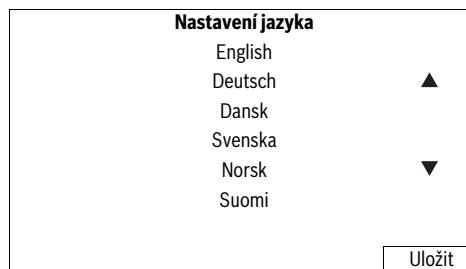 Nastavení jazyka
English
Deutsch
Dansk
Svenska
Norsk
Suomi
Uložit